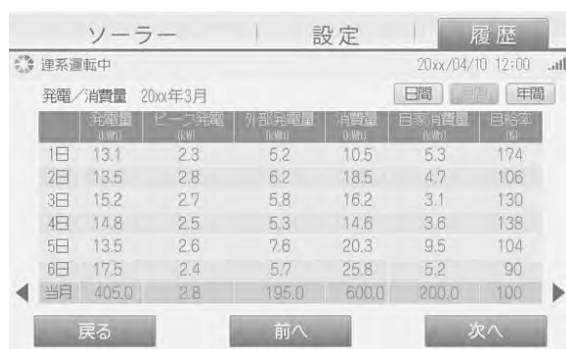 ソーラー 設定 履歴
連系運転中 20xx/04/10 12:00
発電/消費量 20xx年3月 日間 月間 年間
発電量 ピーク発電 外部発電量 消費量 自家消費量 自給率
(kWh) (kW) (kWh) (kWh) (kWh) (%)
1日 13.1 2.3 5.2 10.5 5.3 174
2日 13.5 2.8 6.2 18.5 4.7 106
3日 15.2 2.7 5.8 16.2 3.1 130
4日 14.8 2.5 5.3 14.6 3.6 138
5日 13.5 2.6 7.6 20.3 9.5 104
6日 17.5 2.4 5.7 25.8 5.2 90
当月 405.0 2.8 195.0 600.0 200.0 100
戻る 前へ 次へ